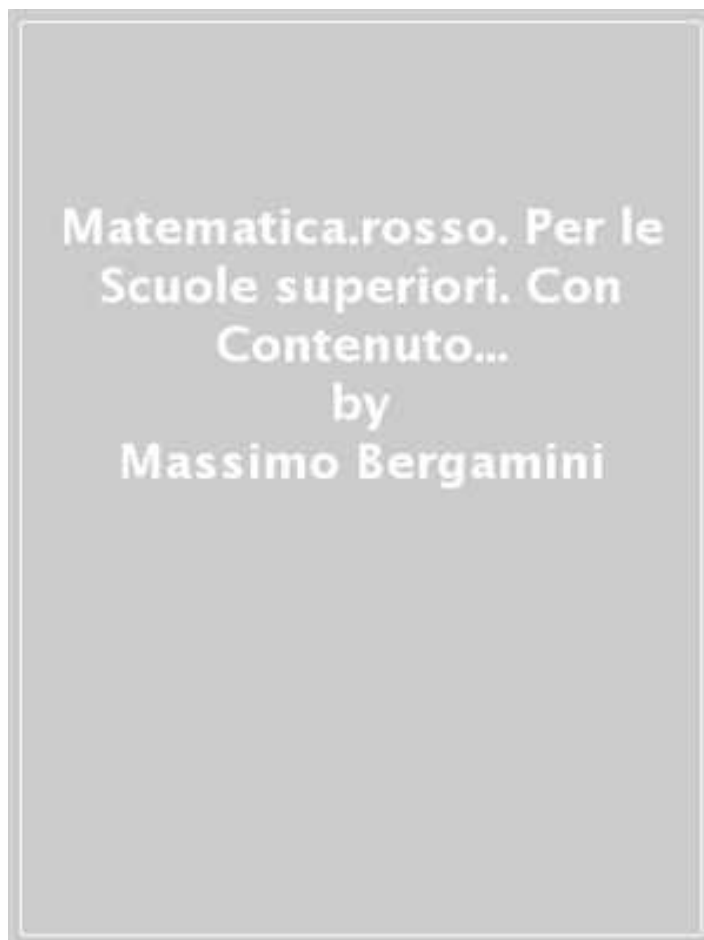 Matematica.rosso. Per le
Scuole superiori. Con
Contenuto...
by
Massimo Bergamini